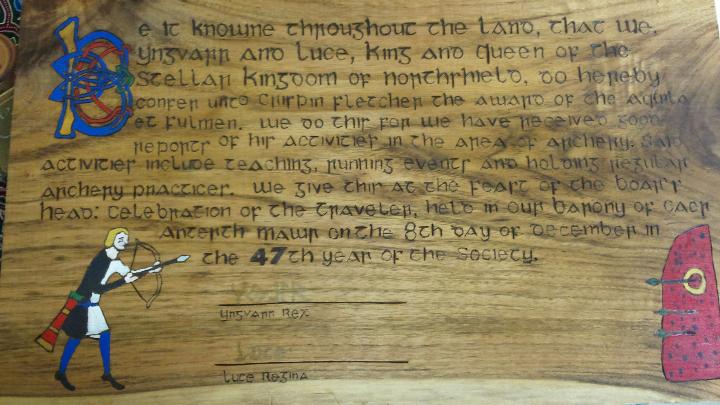 Be it knowne throughout the land, that we,
Yngvarr and Luce, King and Queen of the
Stellar Kingdom of Northshield, do hereby
confer unto Crispin Fletcher the award of the Aquila
et Fulmen. We do this for we have received good
reports of his activities in the area of archery. Said
activities include teaching, running events and holding regular
archery practices. We give this at the feast of the boar's
head: Celebration of the Traveler, held in our barony of Caer
Anterth Mawr on the 8th day of December in
the 47th year of the Society.
Yngvarr Rex
Luce Regina